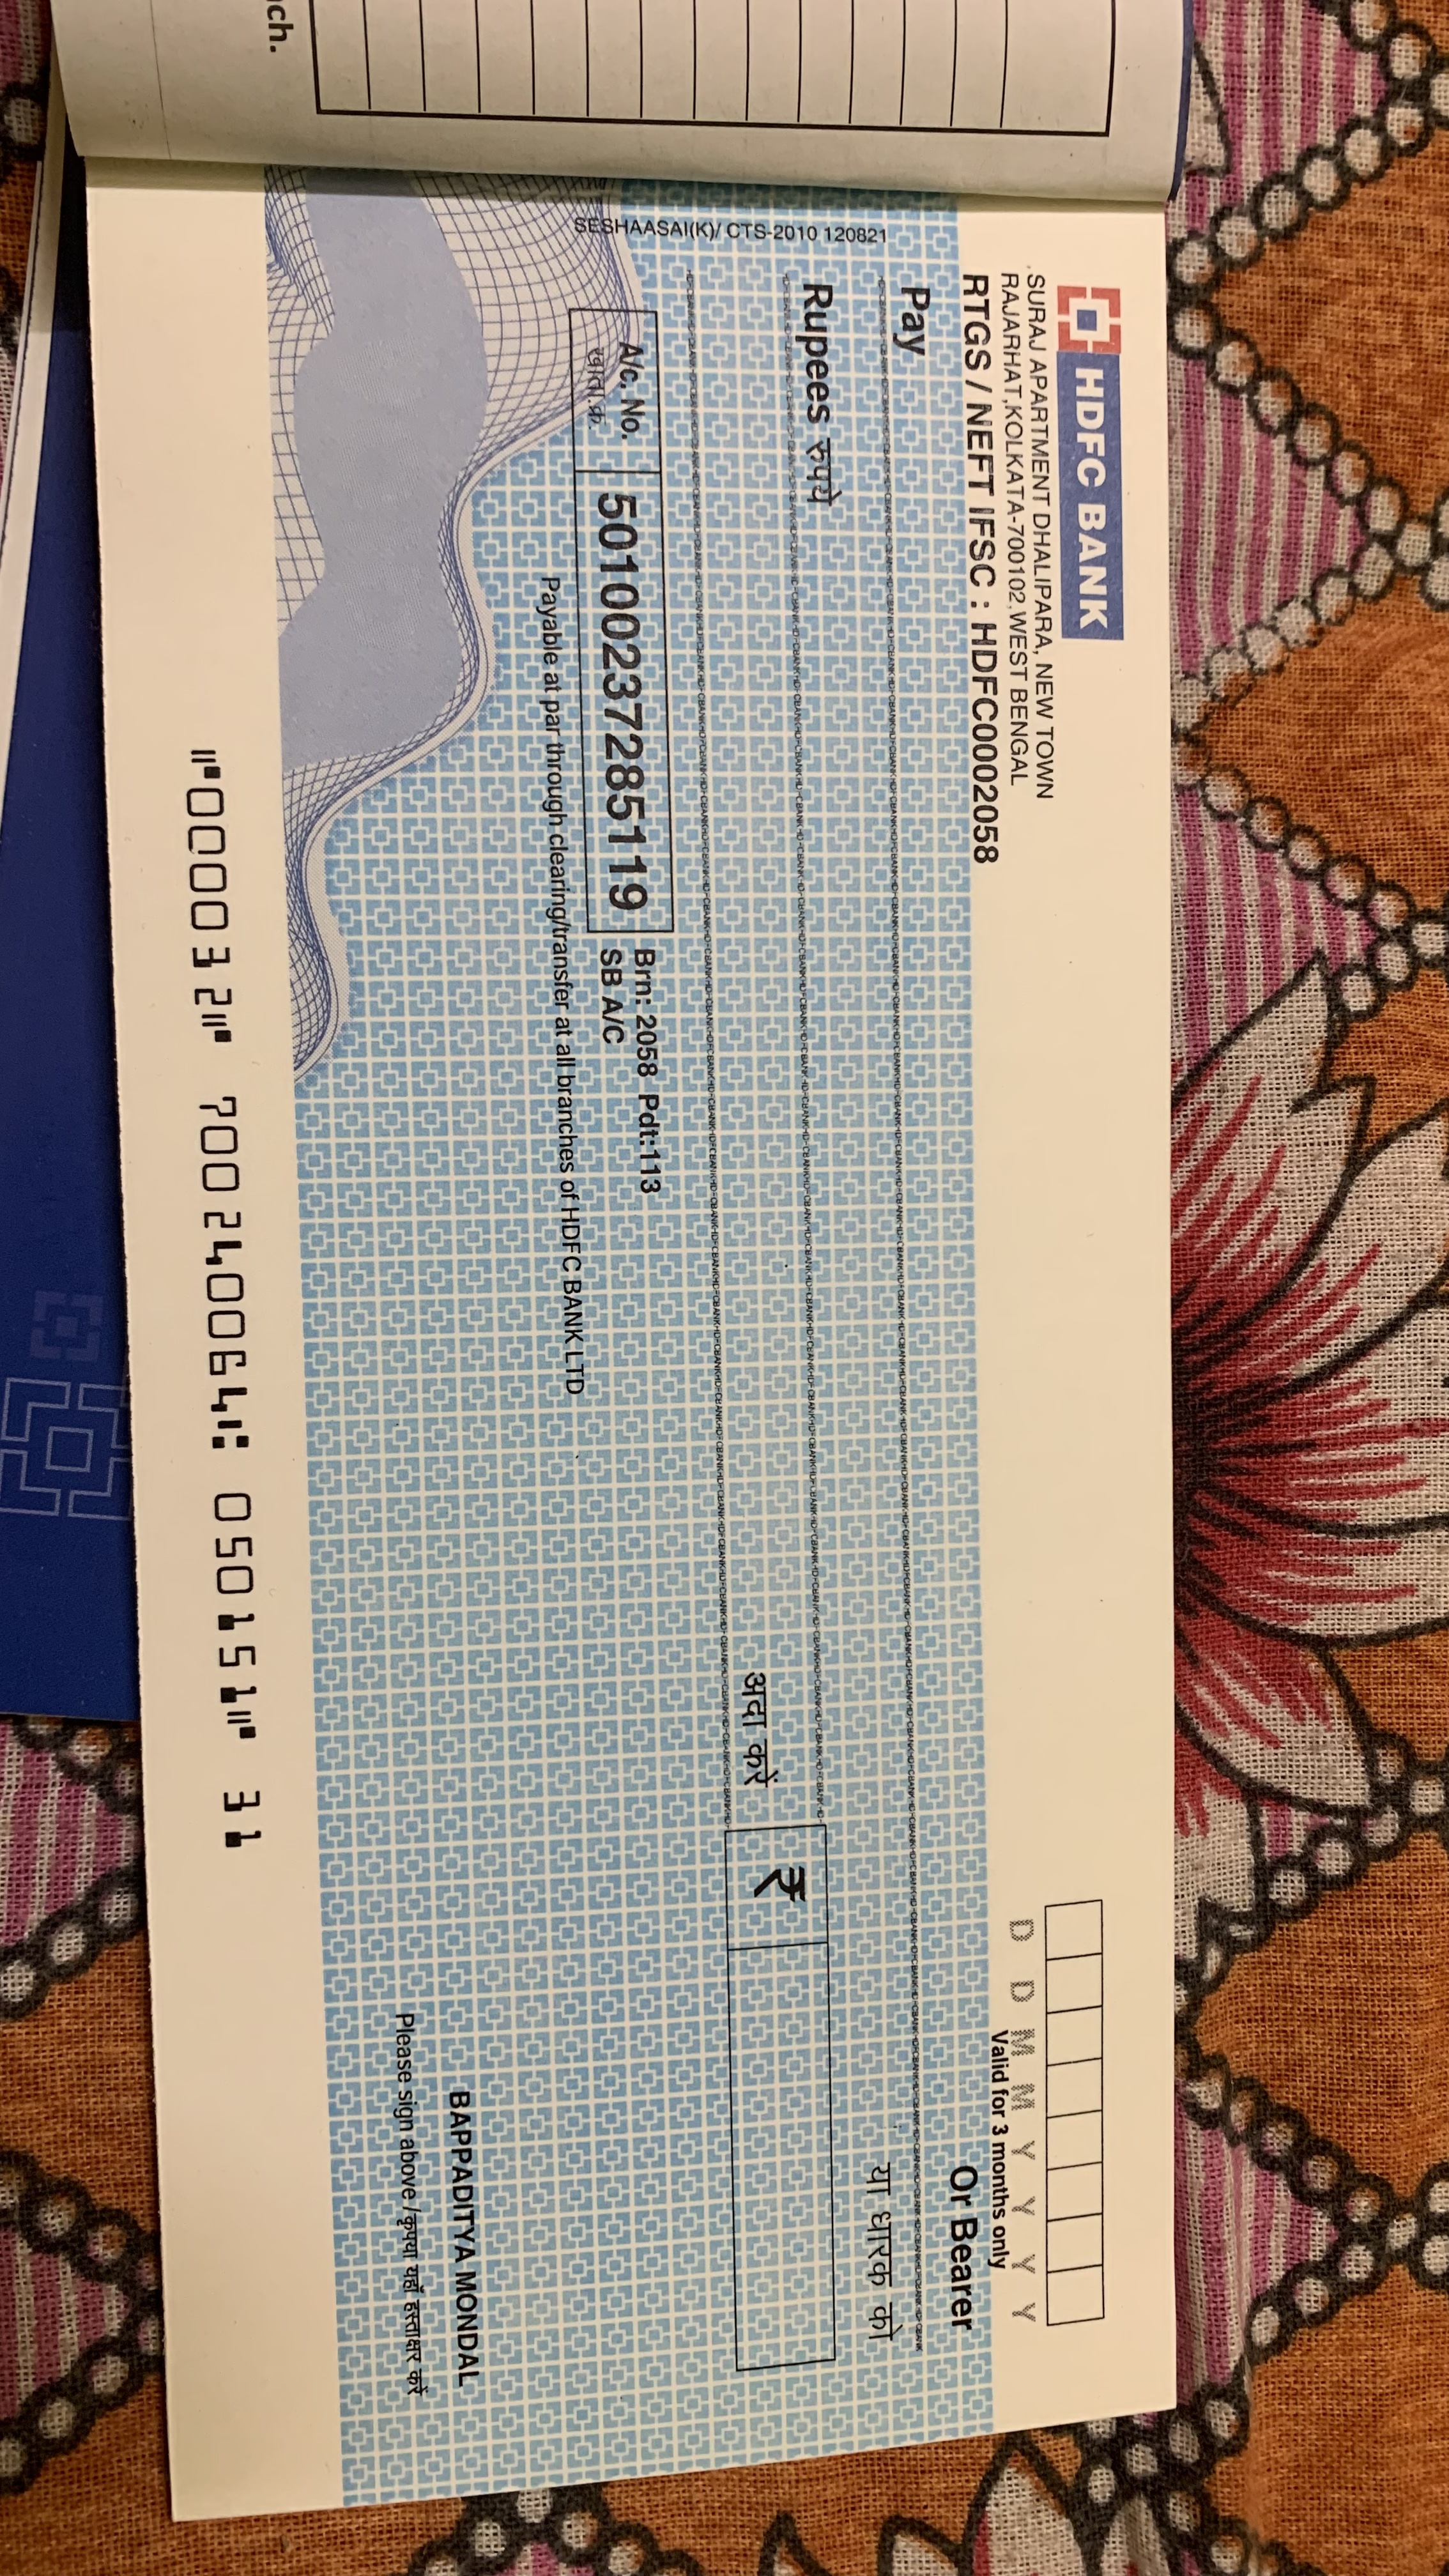 ch.
HDFC BANK
SURAJ APARTMENT DHALIPARA, NEW TOWN
RAJARHAT,KOLKATA-700102,WEST BENGAL
RTGS / NEFT IFSC : HDFC0002058
D D M M Y Y Y Y
Valid for 3 months only
Pay
Or Bearer
या धारक को
Rupees रुपये
अदा करें
₹
A/c. No.
खाता.क्र.
50100237285119
Brn: 2058 Pdt:113
SB A/C
Payable at par through clearing/transfer at all branches of HDFC BANK LTD
SESHAASAI(K)/ CTS-2010 120821
BAPPADITYA MONDAL
Please sign above / कृपया यहाँ हस्ताक्षर करें
⑈000032⑈ 700240064⑆ 050151⑈ 31